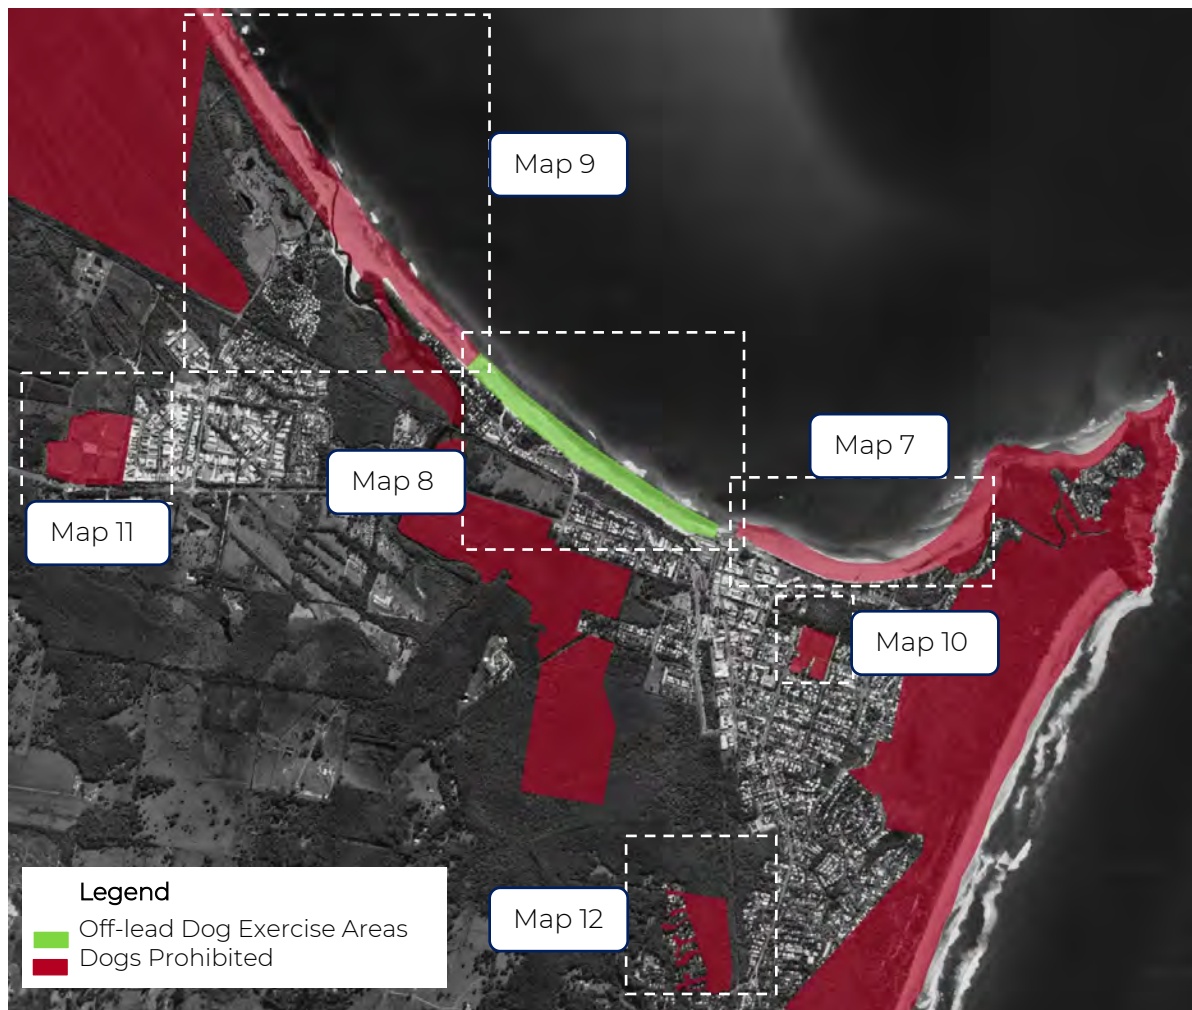 Map 9
Map 7
Map 8
Map 11
Map 10
Map 12
Legend
Off-lead Dog Exercise Areas
Dogs Prohibited